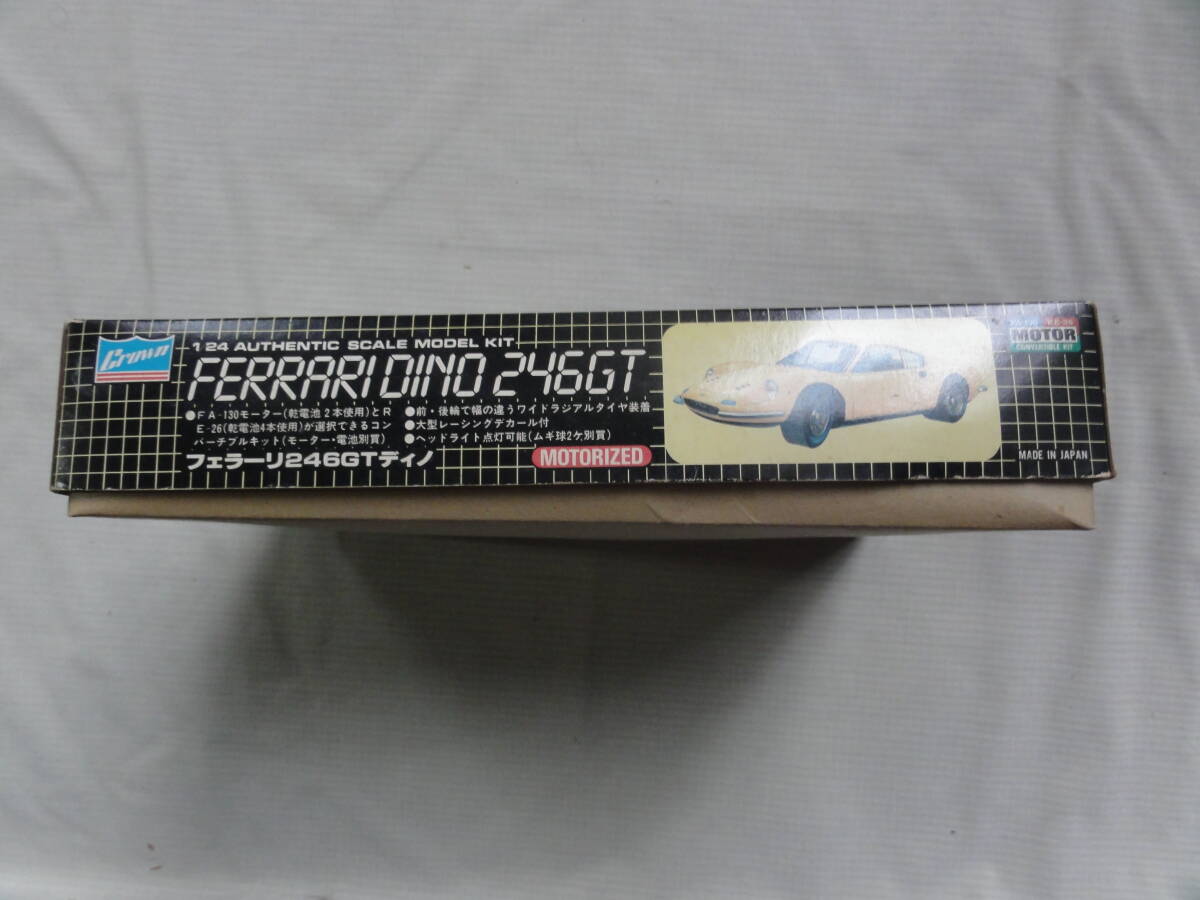 Crown
1 24 AUTHENTIC SCALE MODEL KIT
FERRARI DINO 246GT
●FA-130モーター(乾電池2本使用)とR
E-26(乾電池4本使用)が選択できるコン
バーチブルキット(モーター・電池別買)
●前・後輪で幅の違うワイドラジアルタイヤ装着
●大型レーシングデカール付
●ヘッドライト点灯可能(ムギ球2ケ別買)
フェラーリ246GTディノ
MOTORIZED
MOTOR
CONVERTIBLE KIT
MADE IN JAPAN